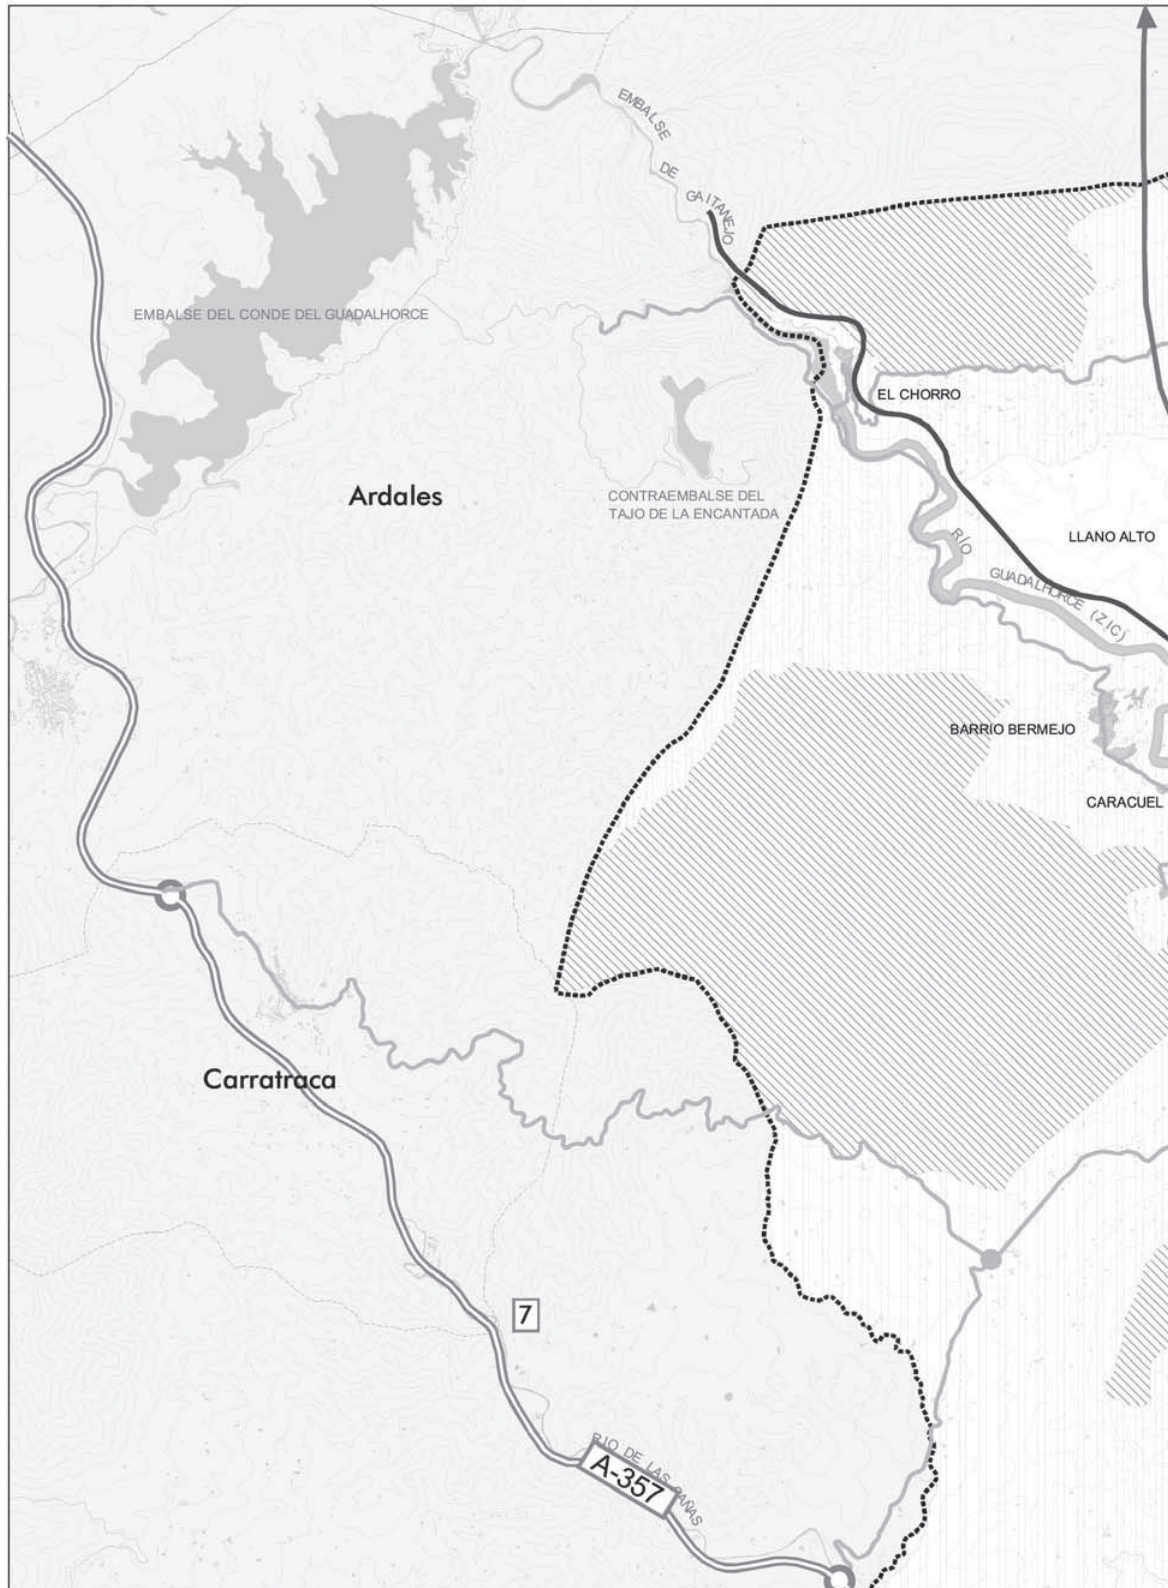 EMBALSE
DE GAITANEJO
EMBALSE DEL CONDE DEL GUADALHORCE
EL CHORRO
Ardales
CONTRAEMBALSE DEL
TAJO DE LA ENCANTADA
RÍO
GUADALHORCE (ZIC)
LLANO ALTO
BARRIO BERMEJO
CARACUEL
Carratraca
7
RIO DE LAS CAÑAS
A-357